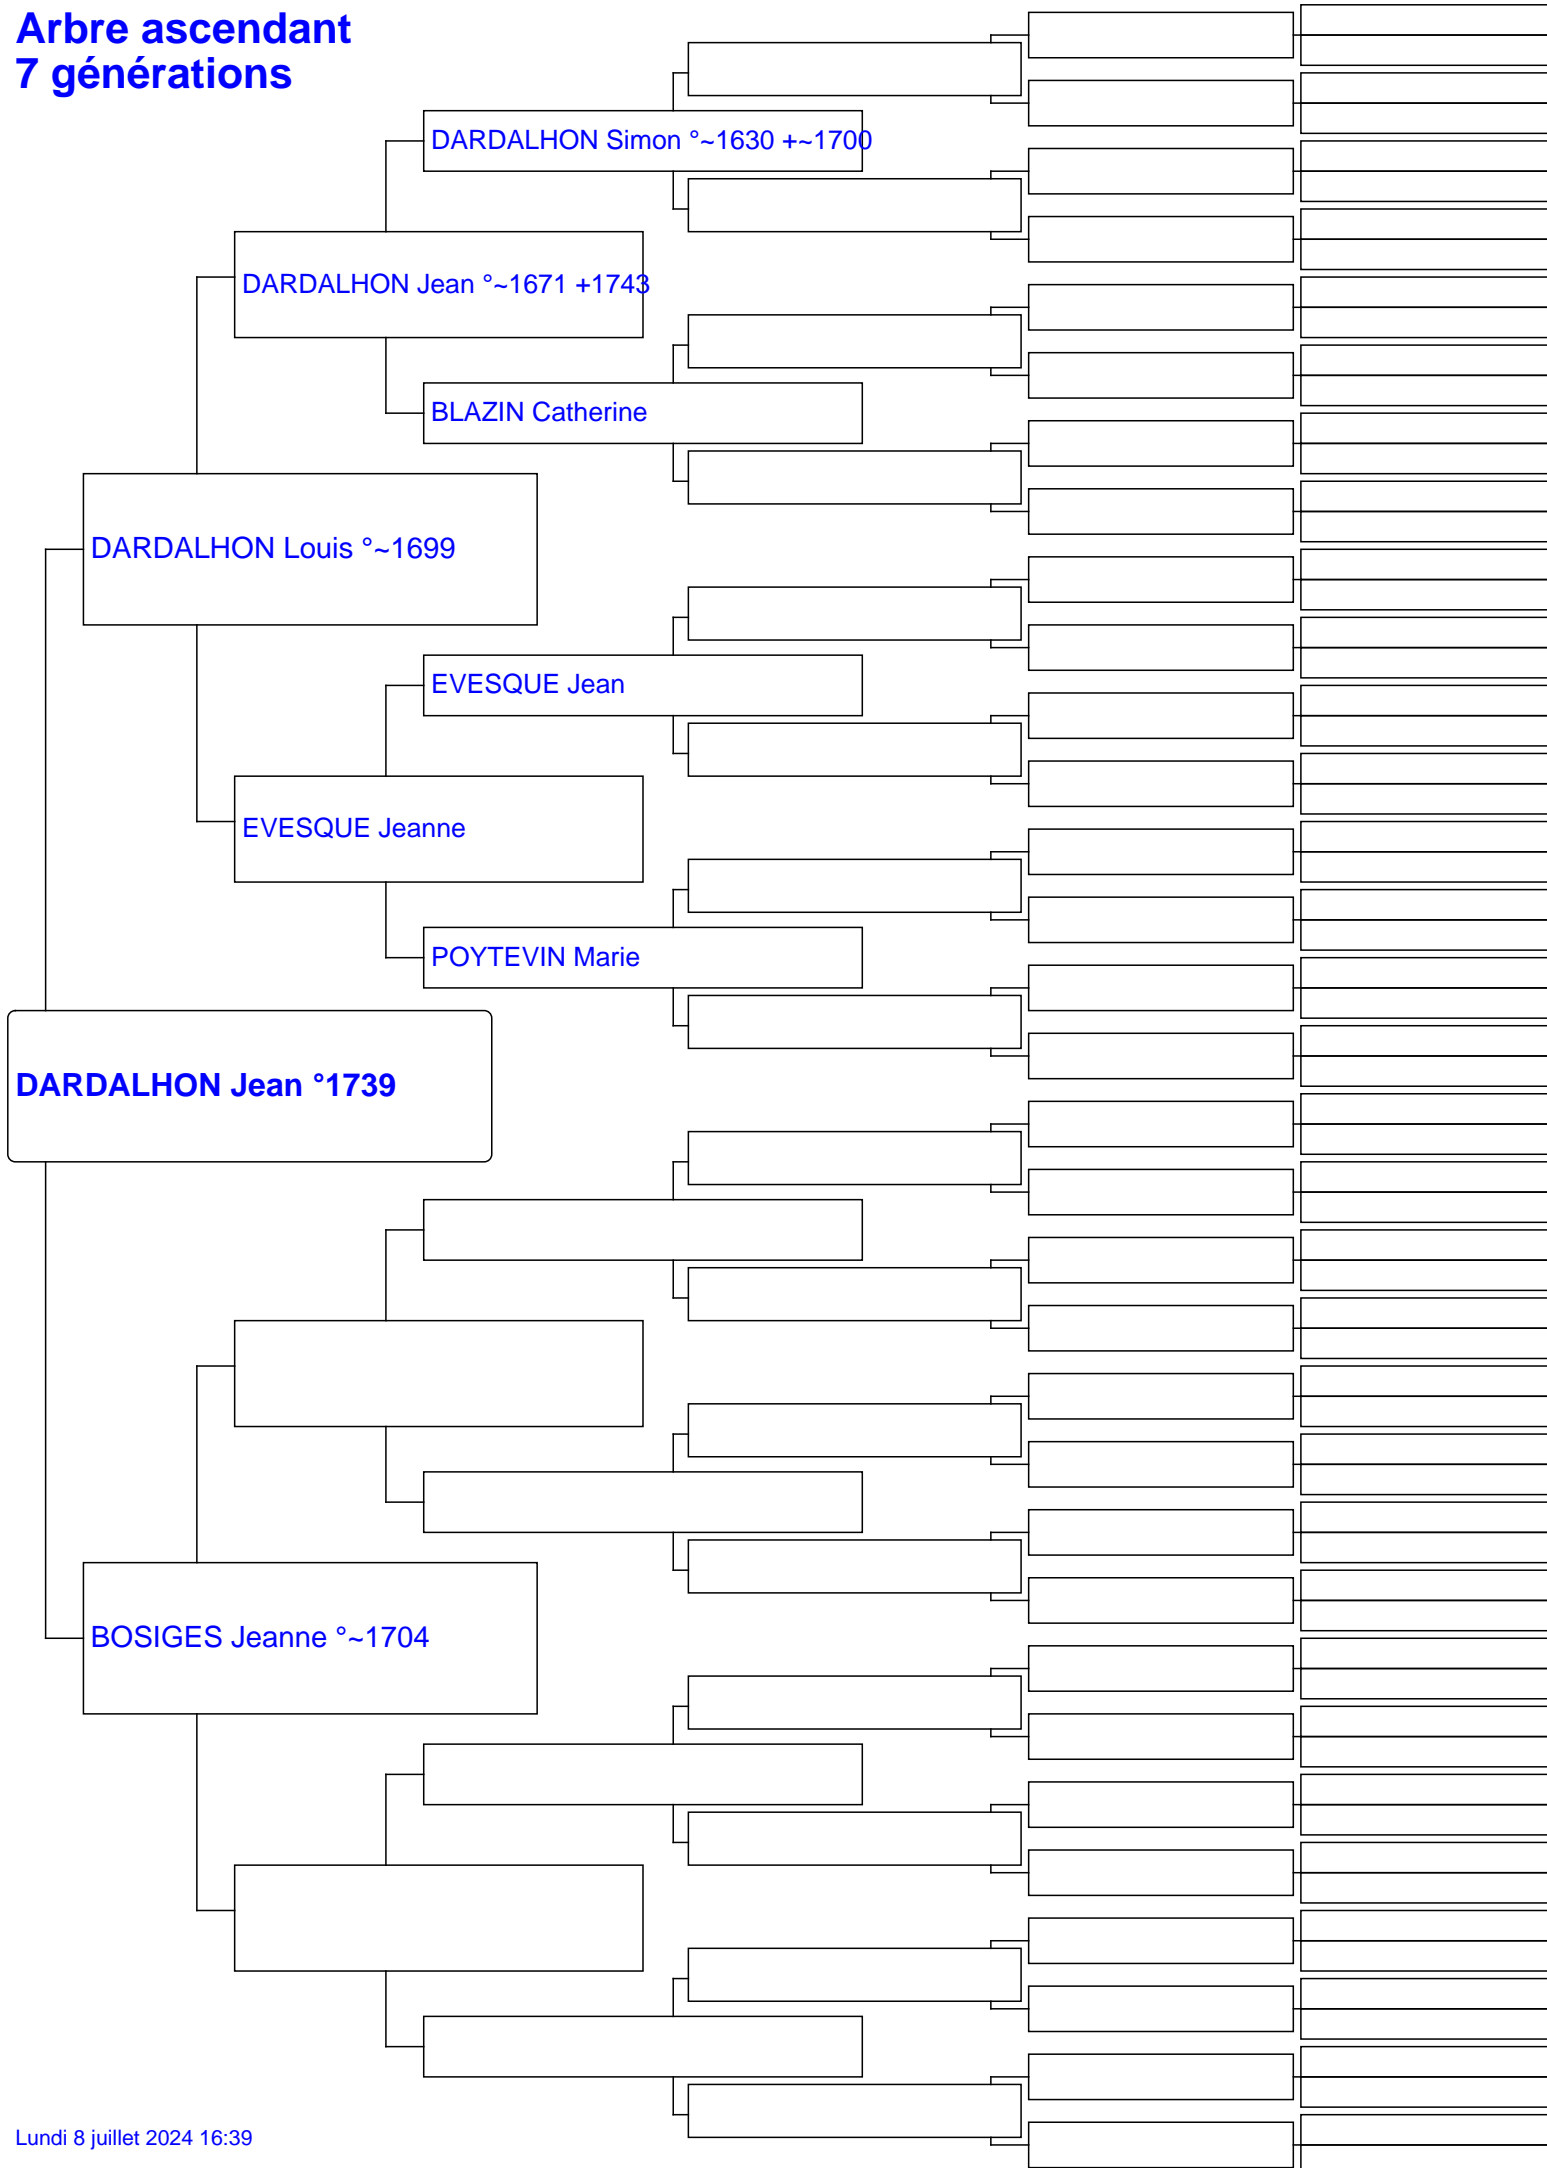 Arbre ascendant
7 générations
DARDALHON Simon °~1630 +~1700
DARDALHON Jean °~1671 +1743
BLAZIN Catherine
DARDALHON Louis °~1699
EVESQUE Jean
EVESQUE Jeanne
POYTEVIN Marie
DARDALHON Jean °1739
BOSIGES Jeanne °~1704
Lundi 8 juillet 2024 16:39